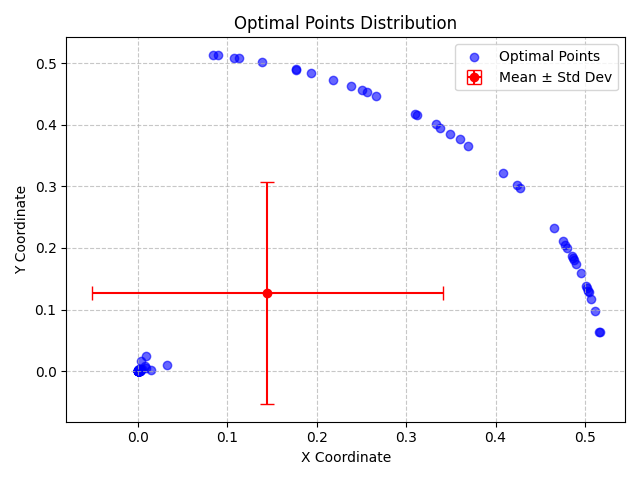 Optimal Points Distribution
Optimal Points
Mean ± Std Dev
Y Coordinate
0.5
0.4
0.3
0.2
0.1
0.0
0.0 0.1 0.2 0.3 0.4 0.5
X Coordinate